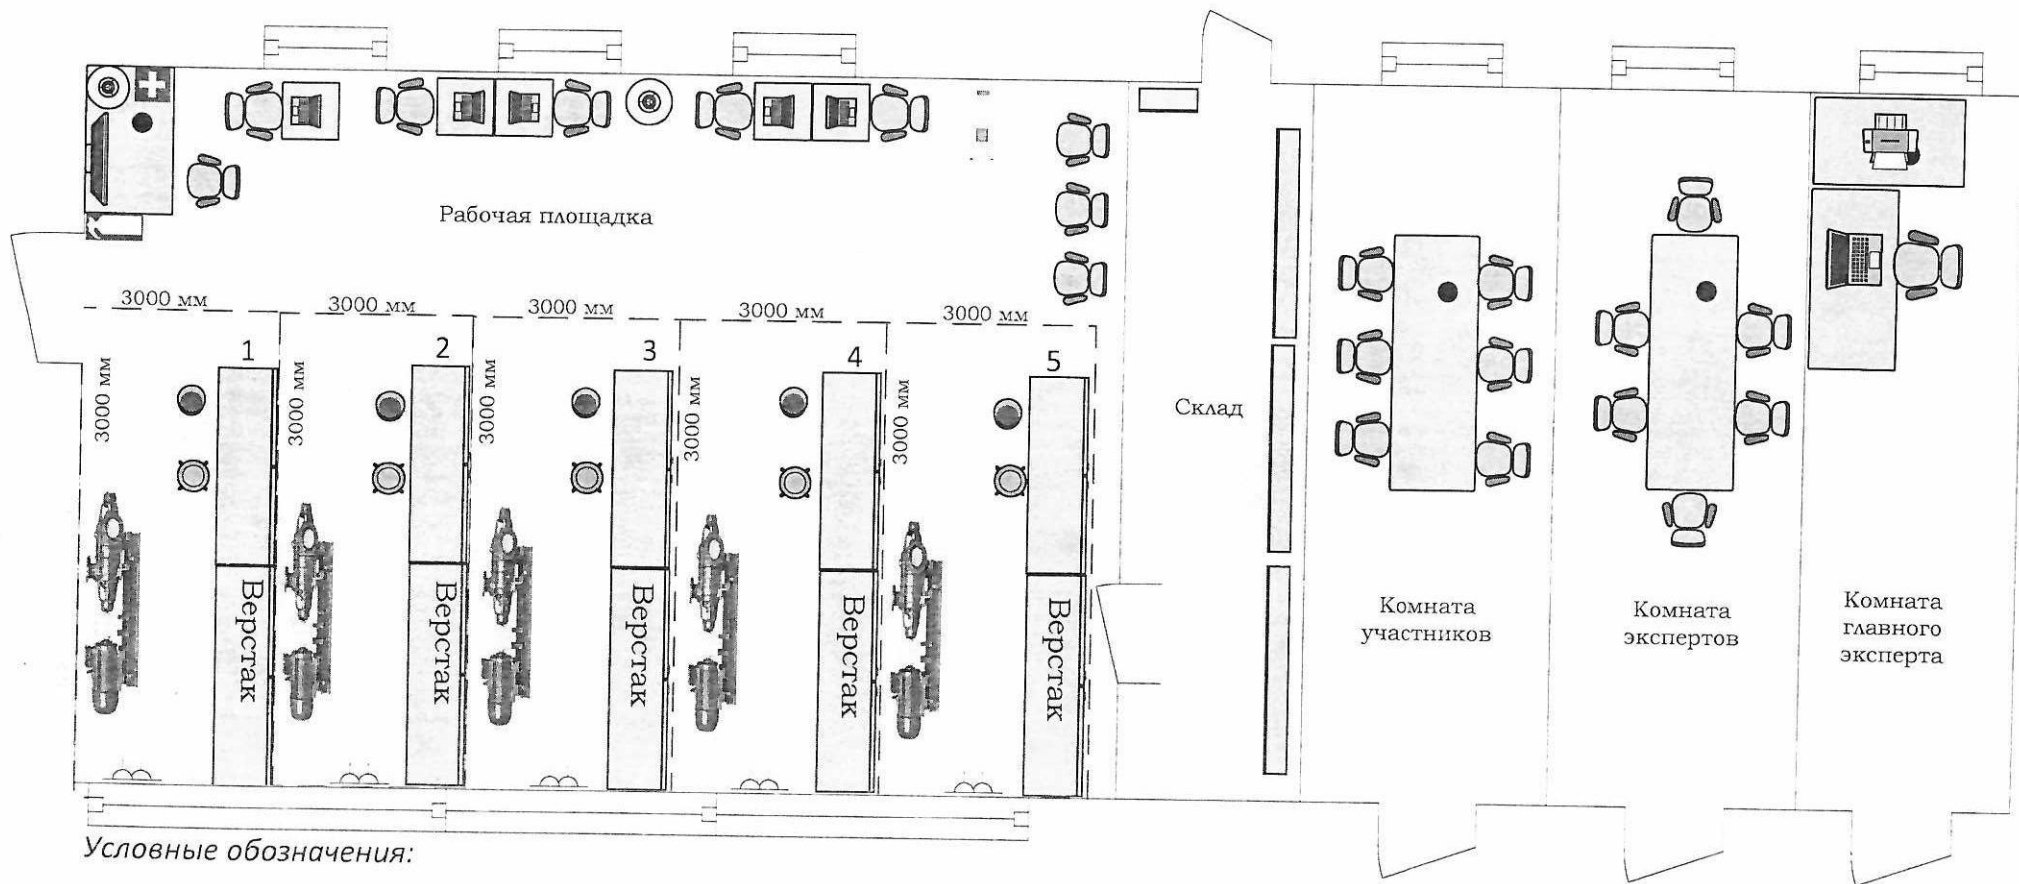 Рабочая площадка
3000 мм
3000 мм
3000 мм
3000 мм
3000 мм
1
2
3
4
5
3000 мм
3000 мм
3000 мм
3000 мм
3000 мм
Верстак
Верстак
Верстак
Верстак
Верстак
Склад
Комната
участников
Комната
экспертов
Комната
главного
эксперта
Условные обозначения: